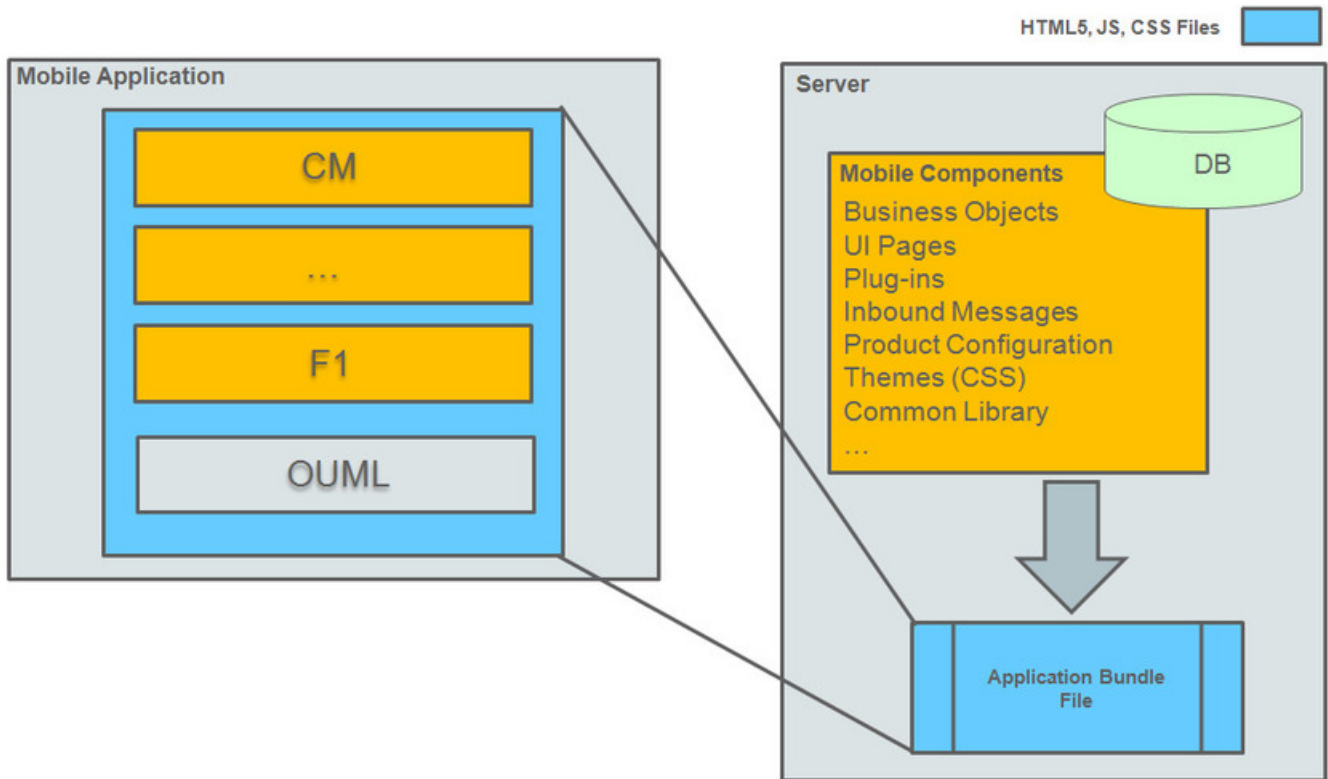 HTML5, JS, CSS Files
Mobile Application
CM
...
F1
OUML
Server
DB
Mobile Components
Business Objects
UI Pages
Plug-ins
Inbound Messages
Product Configuration
Themes (CSS)
Common Library
...
Application Bundle
File